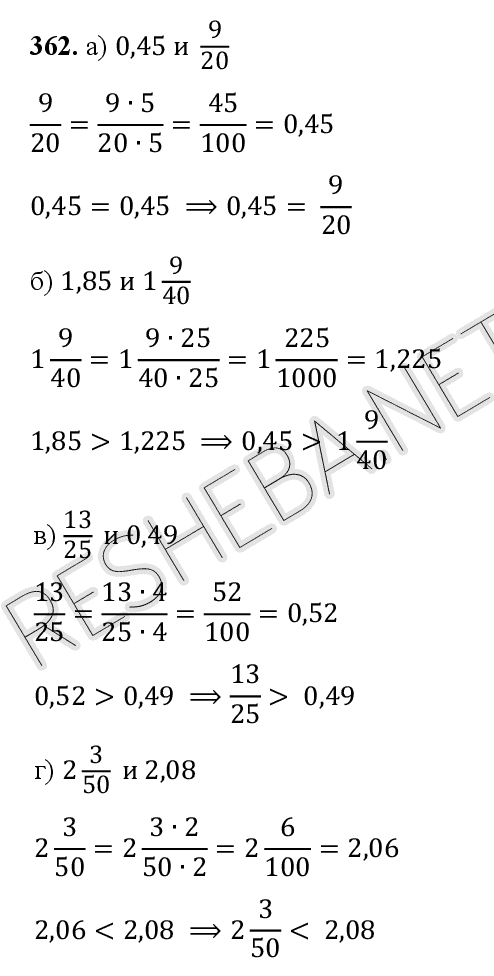 362. а) 0,45 и 9/20
9/20 = (9 · 5)/(20 · 5) = 45/100 = 0,45
0,45 = 0,45 ⟹ 0,45 = 9/20
б) 1,85 и 1 9/40
1 9/40 = 1 (9 · 25)/(40 · 25) = 1 225/1000 = 1,225
1,85 > 1,225 ⟹ 0,45 > 1 9/40
в) 13/25 и 0,49
13/25 = (13 · 4)/(25 · 4) = 52/100 = 0,52
0,52 > 0,49 ⟹ 13/25 > 0,49
г) 2 3/50 и 2,08
2 3/50 = 2 (3 · 2)/(50 · 2) = 2 6/100 = 2,06
2,06 < 2,08 ⟹ 2 3/50 < 2,08
RESHEBA.NET